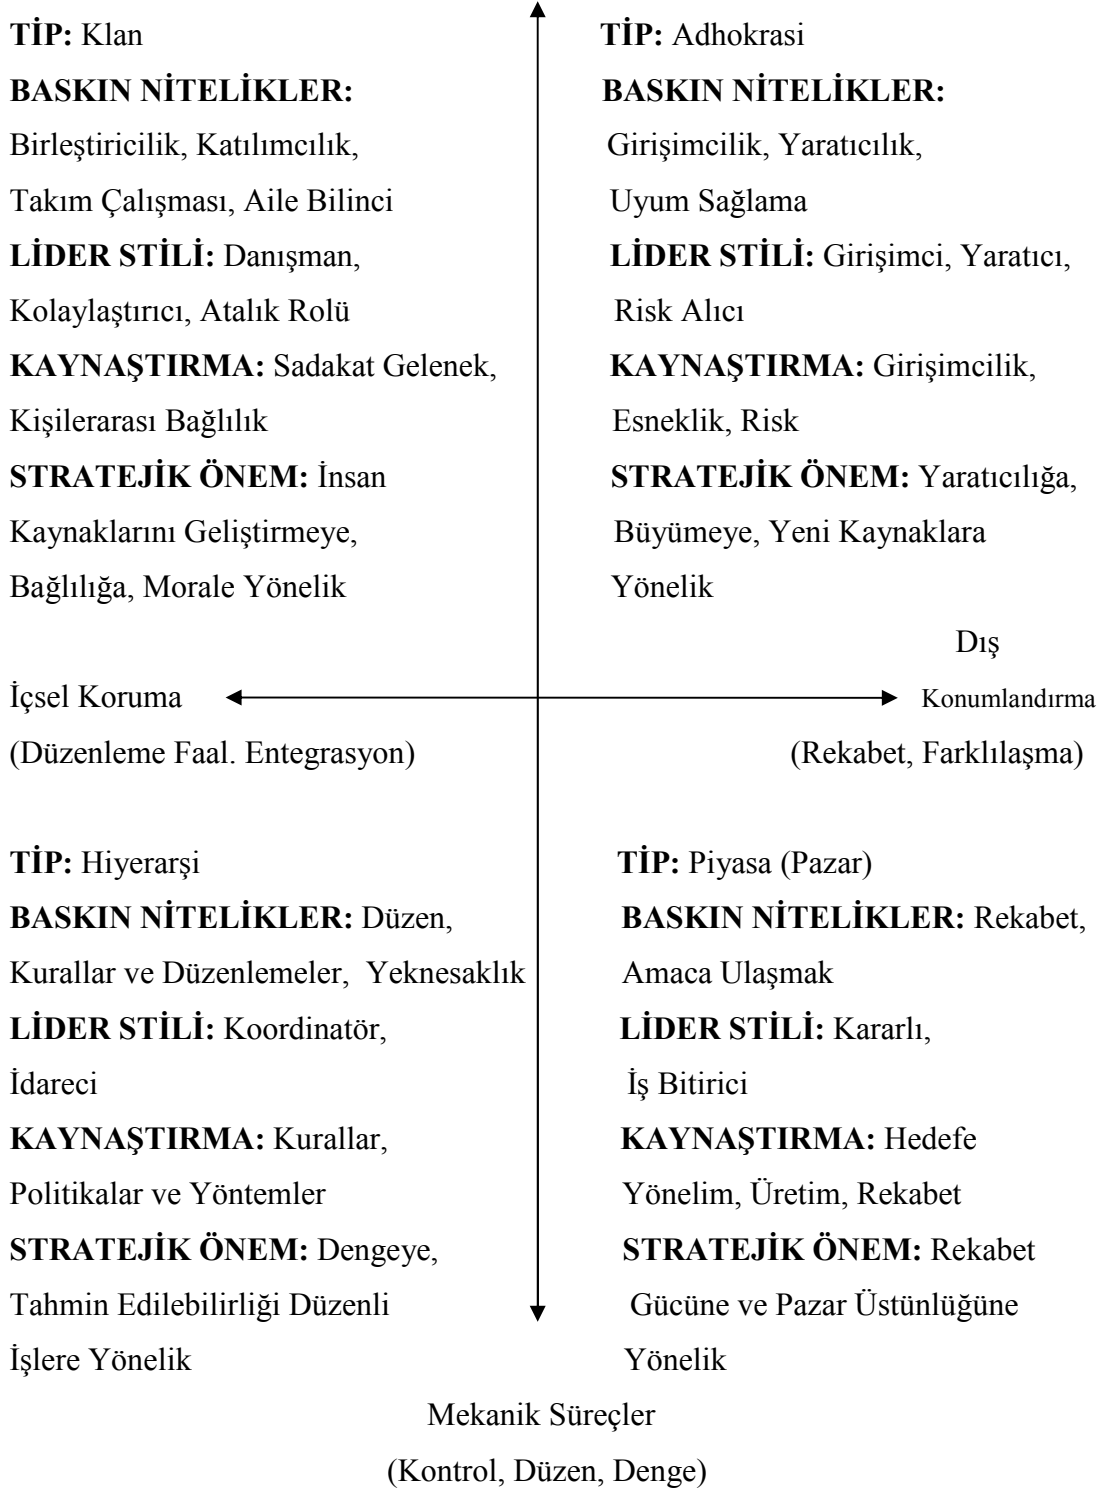 TİP: Klan
BASKIN NİTELİKLER:
Birleştiricilik, Katılımcılık,
Takım Çalışması, Aile Bilinci
LİDER STİLİ: Danışman,
Kolaylaştırıcı, Atalık Rolü
KAYNAŞTIRMA: Sadakat Gelenek,
Kişilerarası Bağlılık
STRATEJİK ÖNEM: İnsan
Kaynaklarını Geliştirmeye,
Bağlılığa, Morale Yönelik
TİP: Adhokrasi
BASKIN NİTELİKLER:
Girişimcilik, Yaratıcılık,
Uyum Sağlama
LİDER STİLİ: Girişimci, Yaratıcı,
Risk Alıcı
KAYNAŞTIRMA: Girişimcilik,
Esneklik, Risk
STRATEJİK ÖNEM: Yaratıcılığa,
Büyümeye, Yeni Kaynaklara
Yönelik
İçsel Koruma
(Düzenleme Faal. Entegrasyon)
Dış
Konumlandırma
(Rekabet, Farklılaşma)
TİP: Hiyerarşi
BASKIN NİTELİKLER: Düzen,
Kurallar ve Düzenlemeler, Yeknesaklık
LİDER STİLİ: Koordinatör,
İdareci
KAYNAŞTIRMA: Kurallar,
Politikalar ve Yöntemler
STRATEJİK ÖNEM: Dengeye,
Tahmin Edilebilirliği Düzenli
İşlere Yönelik
TİP: Piyasa (Pazar)
BASKIN NİTELİKLER: Rekabet,
Amaca Ulaşmak
LİDER STİLİ: Kararlı,
İş Bitirici
KAYNAŞTIRMA: Hedefe
Yönelim, Üretim, Rekabet
STRATEJİK ÖNEM: Rekabet
Gücüne ve Pazar Üstünlüğüne
Yönelik
Mekanik Süreçler
(Kontrol, Düzen, Denge)